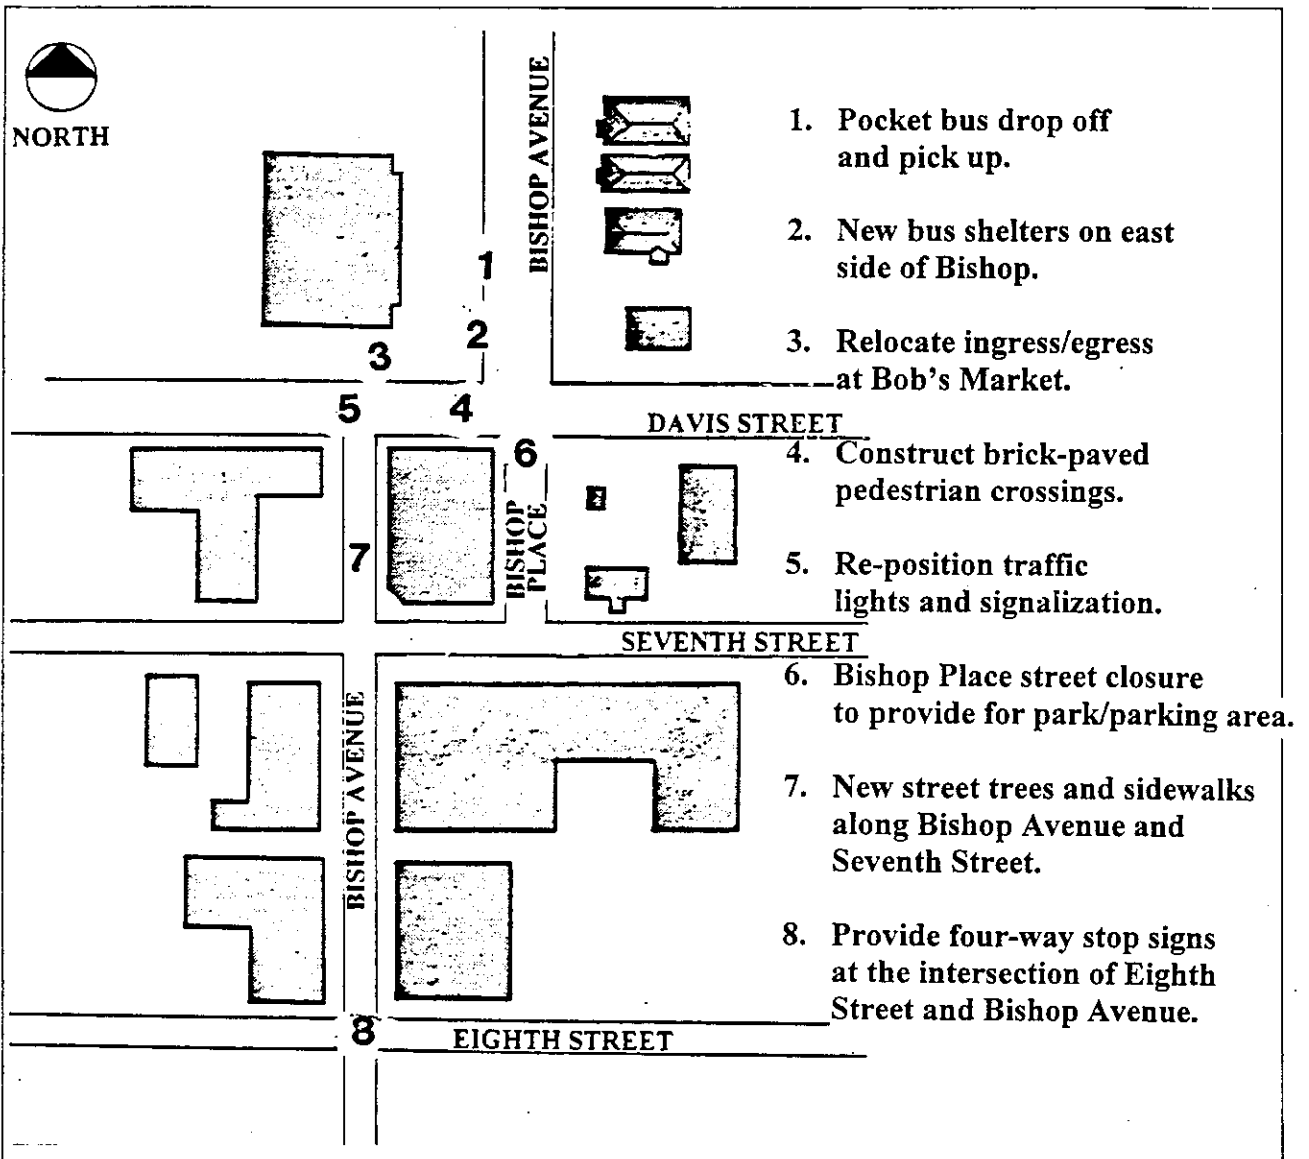 NORTH
BISHOP AVENUE
1
2
3
5
4
DAVIS STREET
6
BISHOP
PLACE
7
SEVENTH STREET
BISHOP AVENUE
8
EIGHTH STREET
1. Pocket bus drop off
and pick up.
2. New bus shelters on east
side of Bishop.
3. Relocate ingress/egress
at Bob's Market.
4. Construct brick-paved
pedestrian crossings.
5. Re-position traffic
lights and signalization.
6. Bishop Place street closure
to provide for park/parking area.
7. New street trees and sidewalks
along Bishop Avenue and
Seventh Street.
8. Provide four-way stop signs
at the intersection of Eighth
Street and Bishop Avenue.